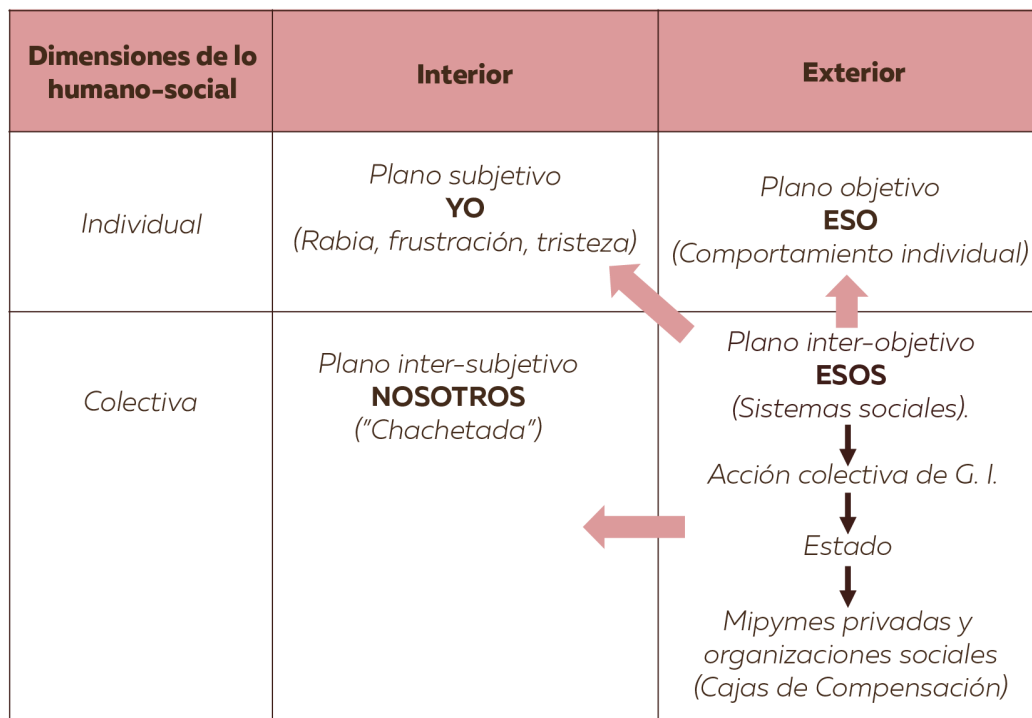 Dimensiones de lo
humano-social
Interior
Exterior
Individual
Plano subjetivo
YO
(Rabia, frustración, tristeza)
Plano objetivo
ESO
(Comportamiento individual)
Colectiva
Plano inter-subjetivo
NOSOTROS
("Chachetada")
Plano inter-objetivo
ESOS
(Sistemas sociales).
Acción colectiva de G. I.
Estado
Mipymes privadas y
organizaciones sociales
(Cajas de Compensación)